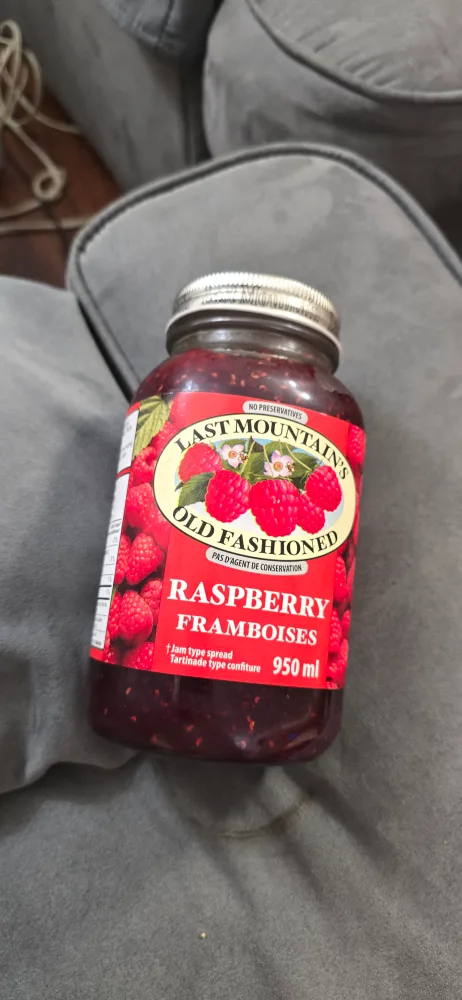 NO PRESERVATIVES
LAST MOUNTAIN'S
OLD FASHIONED
PAS D'AGENT DE CONSERVATION
RASPBERRY
FRAMBOISES
†Jam type spread
Tartinade type confiture
950 ml